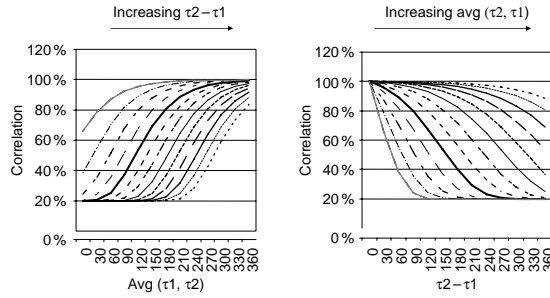 Increasing τ2−τ1
120 %
100 %
80 %
60 %
40 %
20 %
0 %
Correlation
0 30 60 90 120 150 180 210 240 270 300 330 360
Avg (τ1, τ2)
Increasing avg (τ2, τ1)
120 %
100 %
80 %
60 %
40 %
20 %
0 %
Correlation
0 30 60 90 120 150 180 210 240 270 300 330 360
τ2−τ1